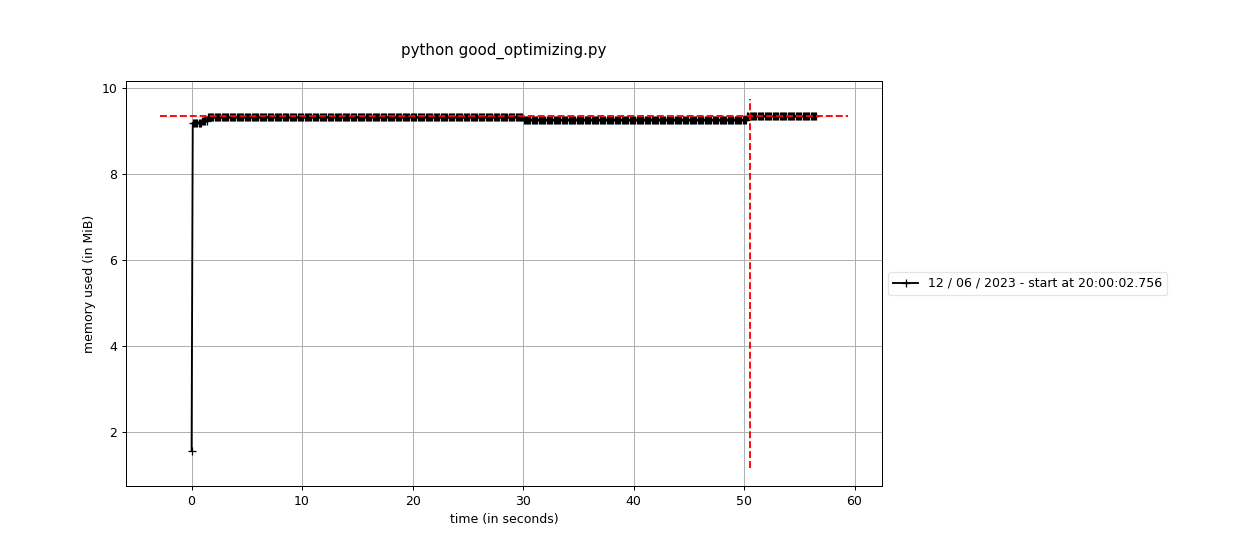 python good_optimizing.py
10
8
6
4
2
memory used (in MiB)
0 10 20 30 40 50 60
time (in seconds)
12 / 06 / 2023 - start at 20:00:02.756